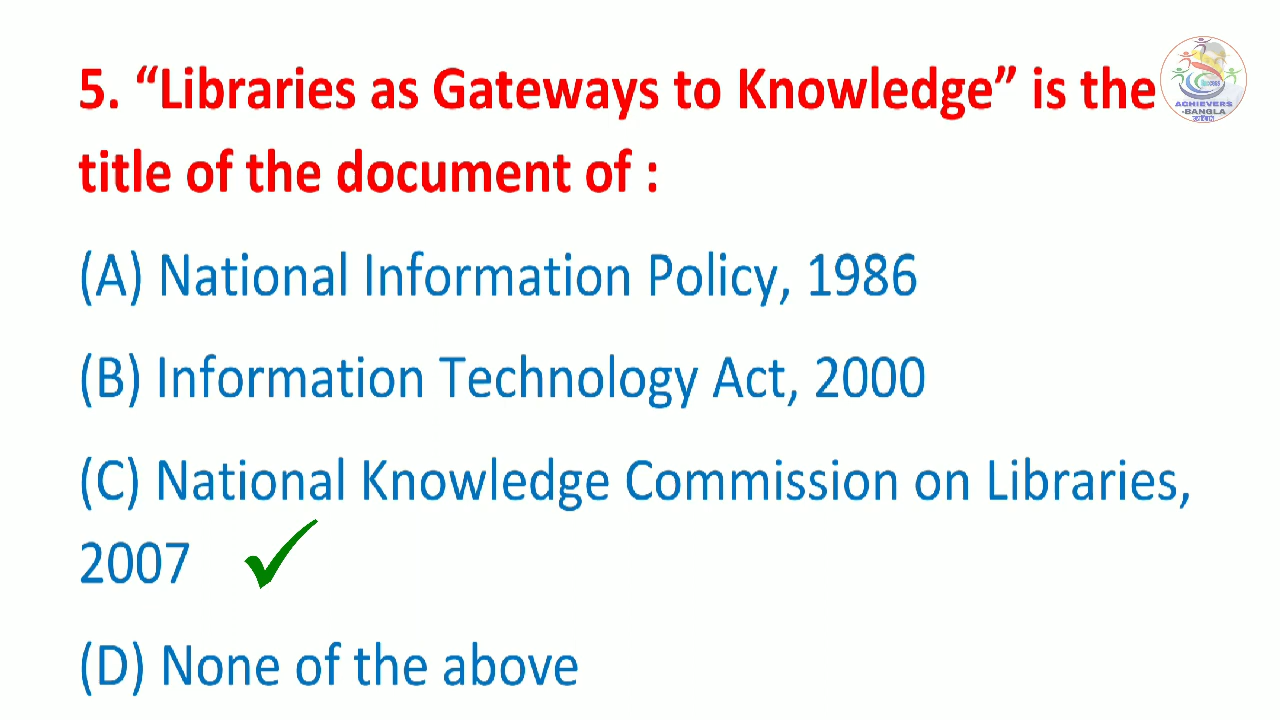 5. “Libraries as Gateways to Knowledge” is the
title of the document of :
(A) National Information Policy, 1986
(B) Information Technology Act, 2000
(C) National Knowledge Commission on Libraries,
2007
(D) None of the above
ACHIEVERS
-BANGLA